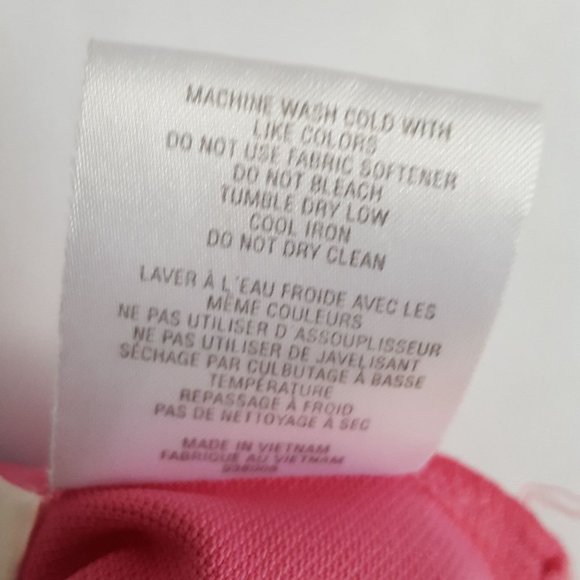 MACHINE WASH COLD WITH
LIKE COLORS
DO NOT USE FABRIC SOFTENER
DO NOT BLEACH
TUMBLE DRY LOW
COOL IRON
DO NOT DRY CLEAN
LAVER À L'EAU FROIDE AVEC LES
MÊME COULEURS
NE PAS UTILISER D'ASSOUPLISSEUR
NE PAS UTILISER DE JAVELISANT
SÉCHAGE PAR CULBUTAGE À BASSE
TEMPÉRATURE
REPASSAGE À FROID
PAS DE NETTOYAGE À SEC
MADE IN VIETNAM
FABRIQUE AU VIETNAM